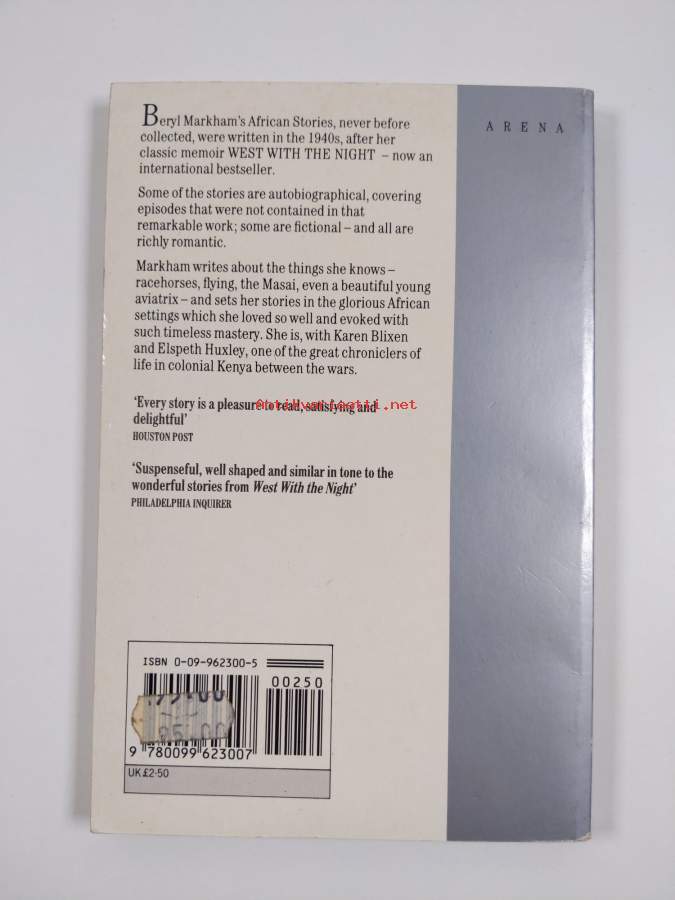 Beryl Markham's African Stories, never before
collected, were written in the 1940s, after her
classic memoir WEST WITH THE NIGHT – now an
international bestseller.
Some of the stories are autobiographical, covering
episodes that were not contained in that
remarkable work; some are fictional – and all are
richly romantic.
Markham writes about the things she knows –
racehorses, flying, the Masai, even a beautiful young
aviatrix – and sets her stories in the glorious African
settings which she loved so well and evoked with
such timeless mastery. She is, with Karen Blixen
and Elspeth Huxley, one of the great chroniclers of
life in colonial Kenya between the wars.
'Every story is a pleasure to read, satisfying and
delightful'
HOUSTON POST
'Suspenseful, well shaped and similar in tone to the
wonderful stories from West With the Night'
PHILADELPHIA INQUIRER
ARENA
Antikvariaatti.net
ISBN 0-09-962300-5
00250
9 780099 623007
UK £2·50